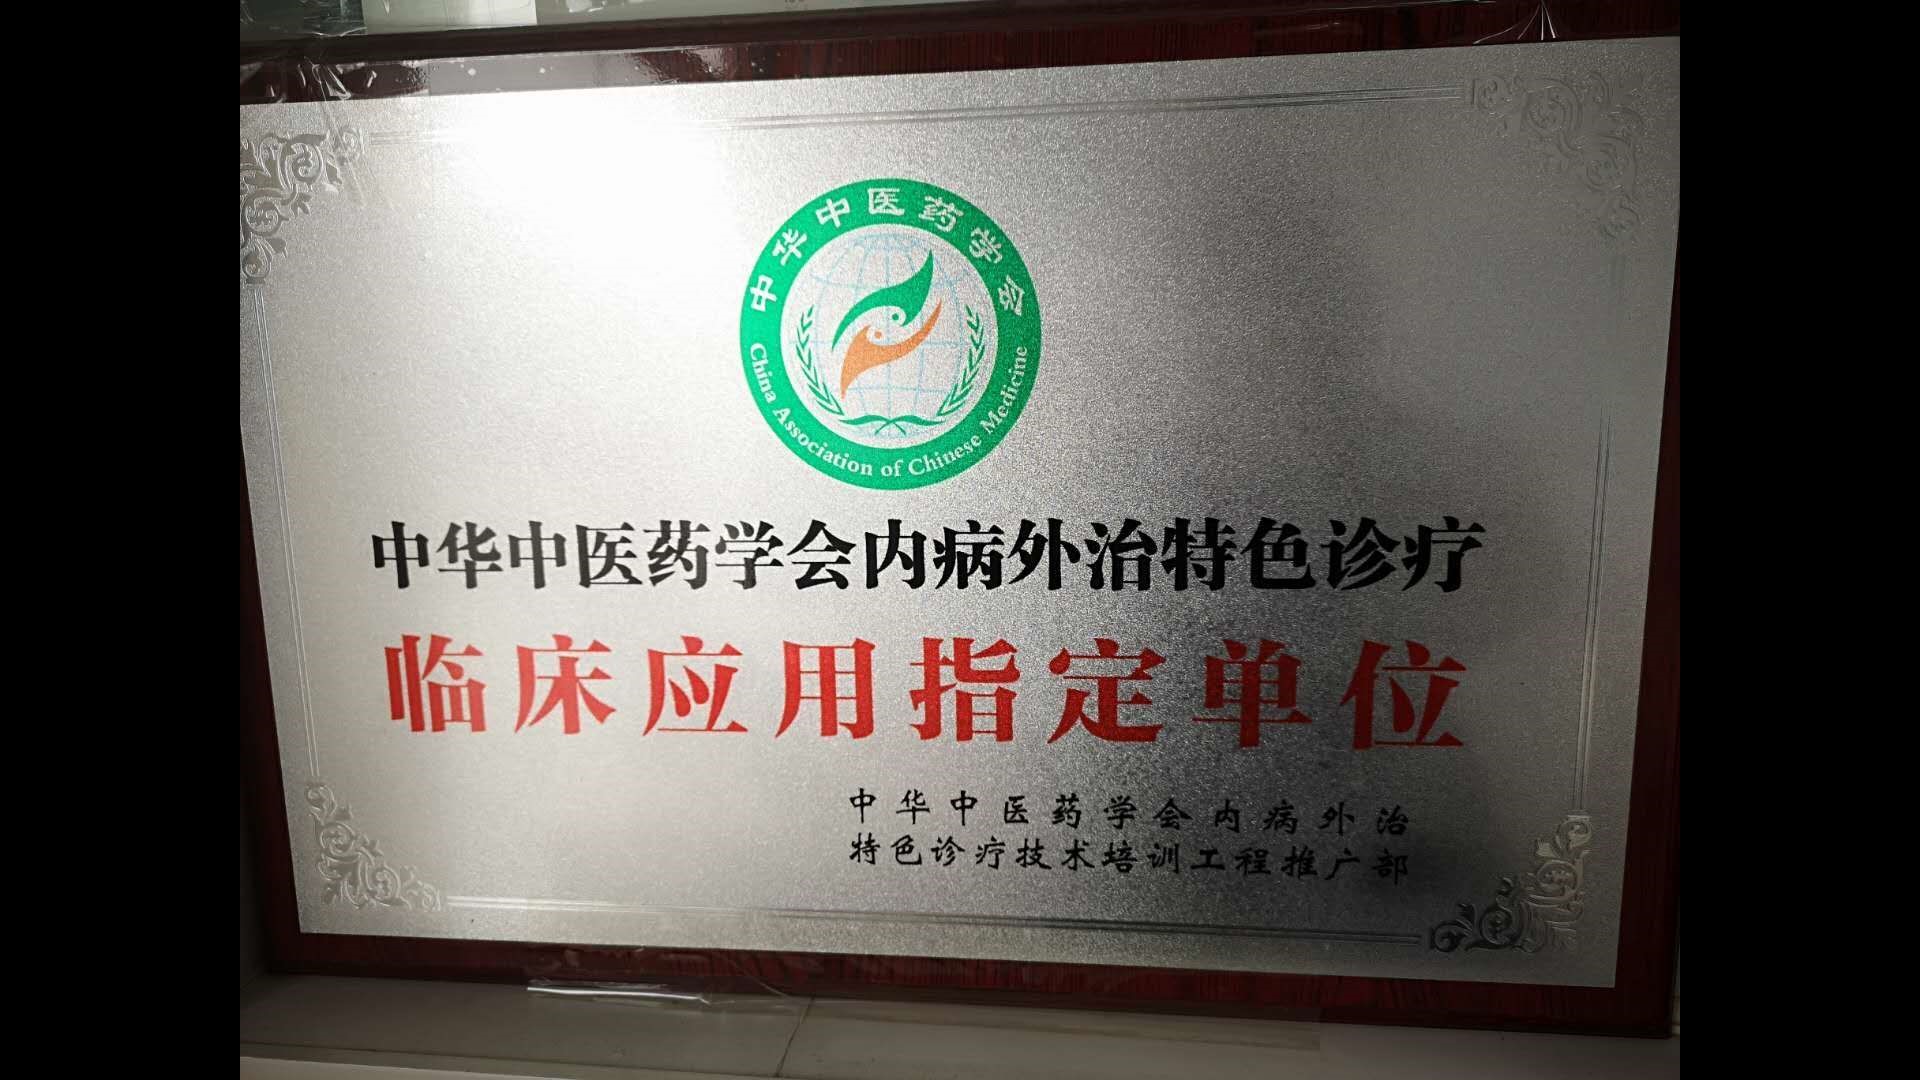 中华中医药学会
China Association of Chinese Medicine
中华中医药学会内病外治特色诊疗
临床应用指定单位
中华中医药学会内病外治
特色诊疗技术培训工程推广部